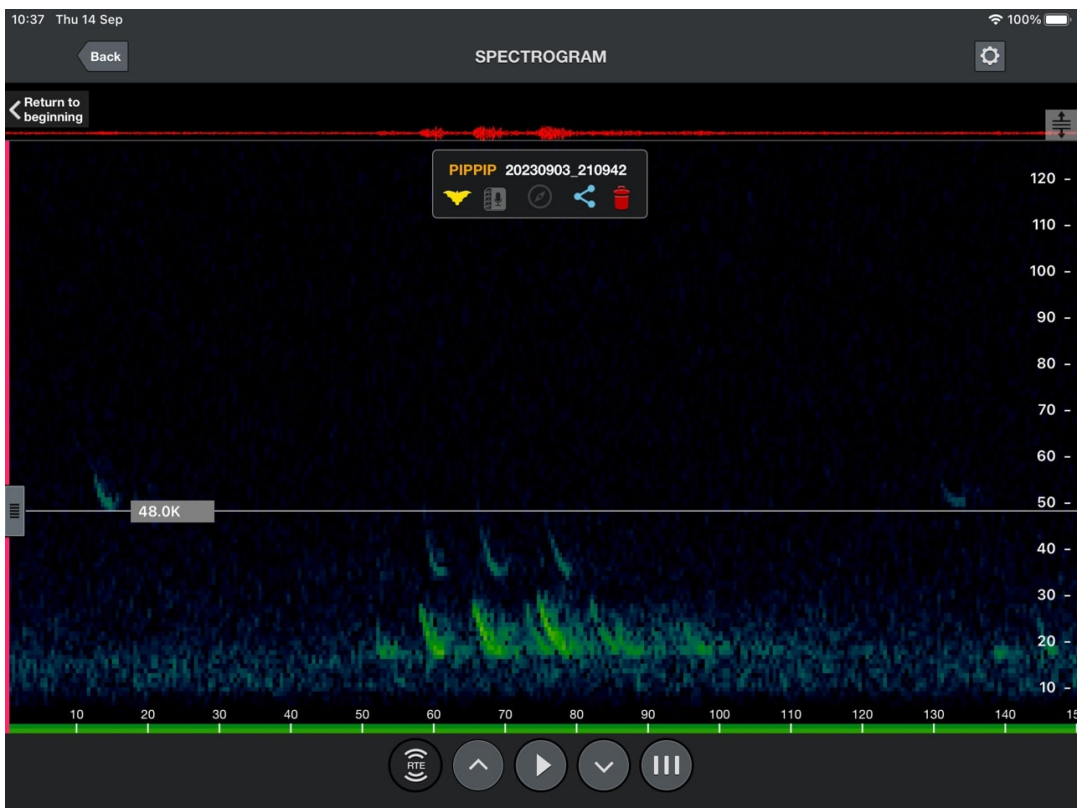 10:37 Thu 14 Sep
100%
Back
SPECTROGRAM
Return to
beginning
PIPPIP 20230903_210942
120 -
110 -
100 -
90 -
80 -
70 -
60 -
50 -
48.0K
40 -
30 -
20 -
10 -
10 20 30 40 50 60 70 80 90 100 110 120 130 140 15
RTE